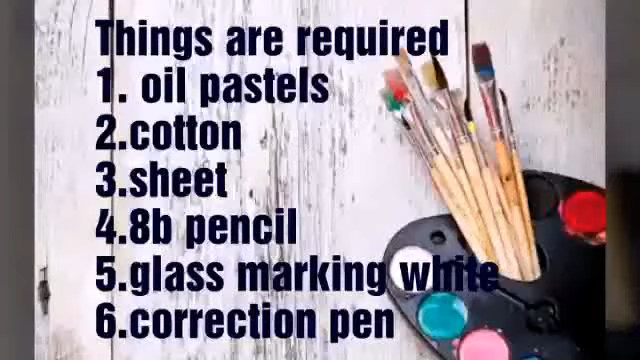 Things are required
1. oil pastels
2.cotton
3.sheet
4.8b pencil
5.glass marking white
6.correction pen